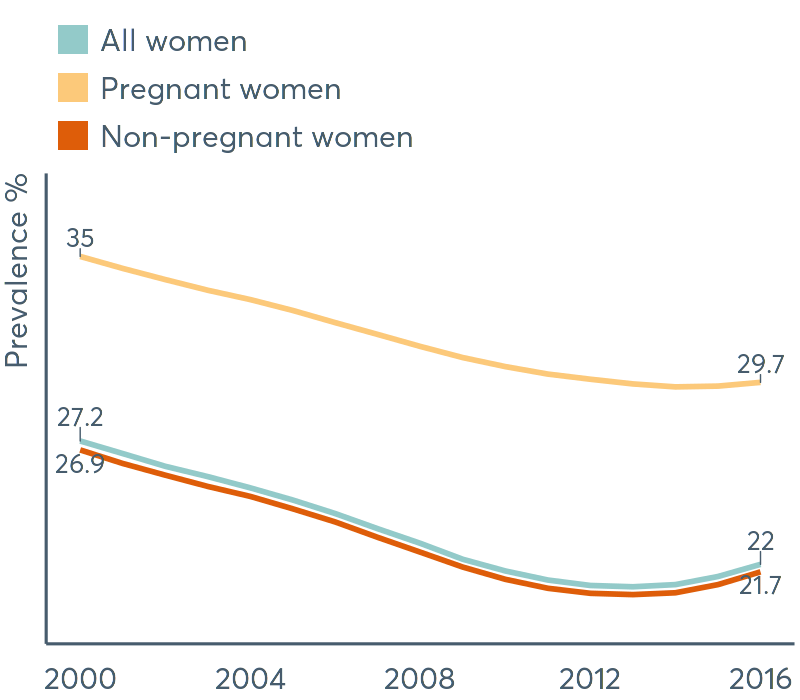 All women
Pregnant women
Non-pregnant women
Prevalence %
35
29.7
27.2
26.9
22
21.7
2000 2004 2008 2012 2016